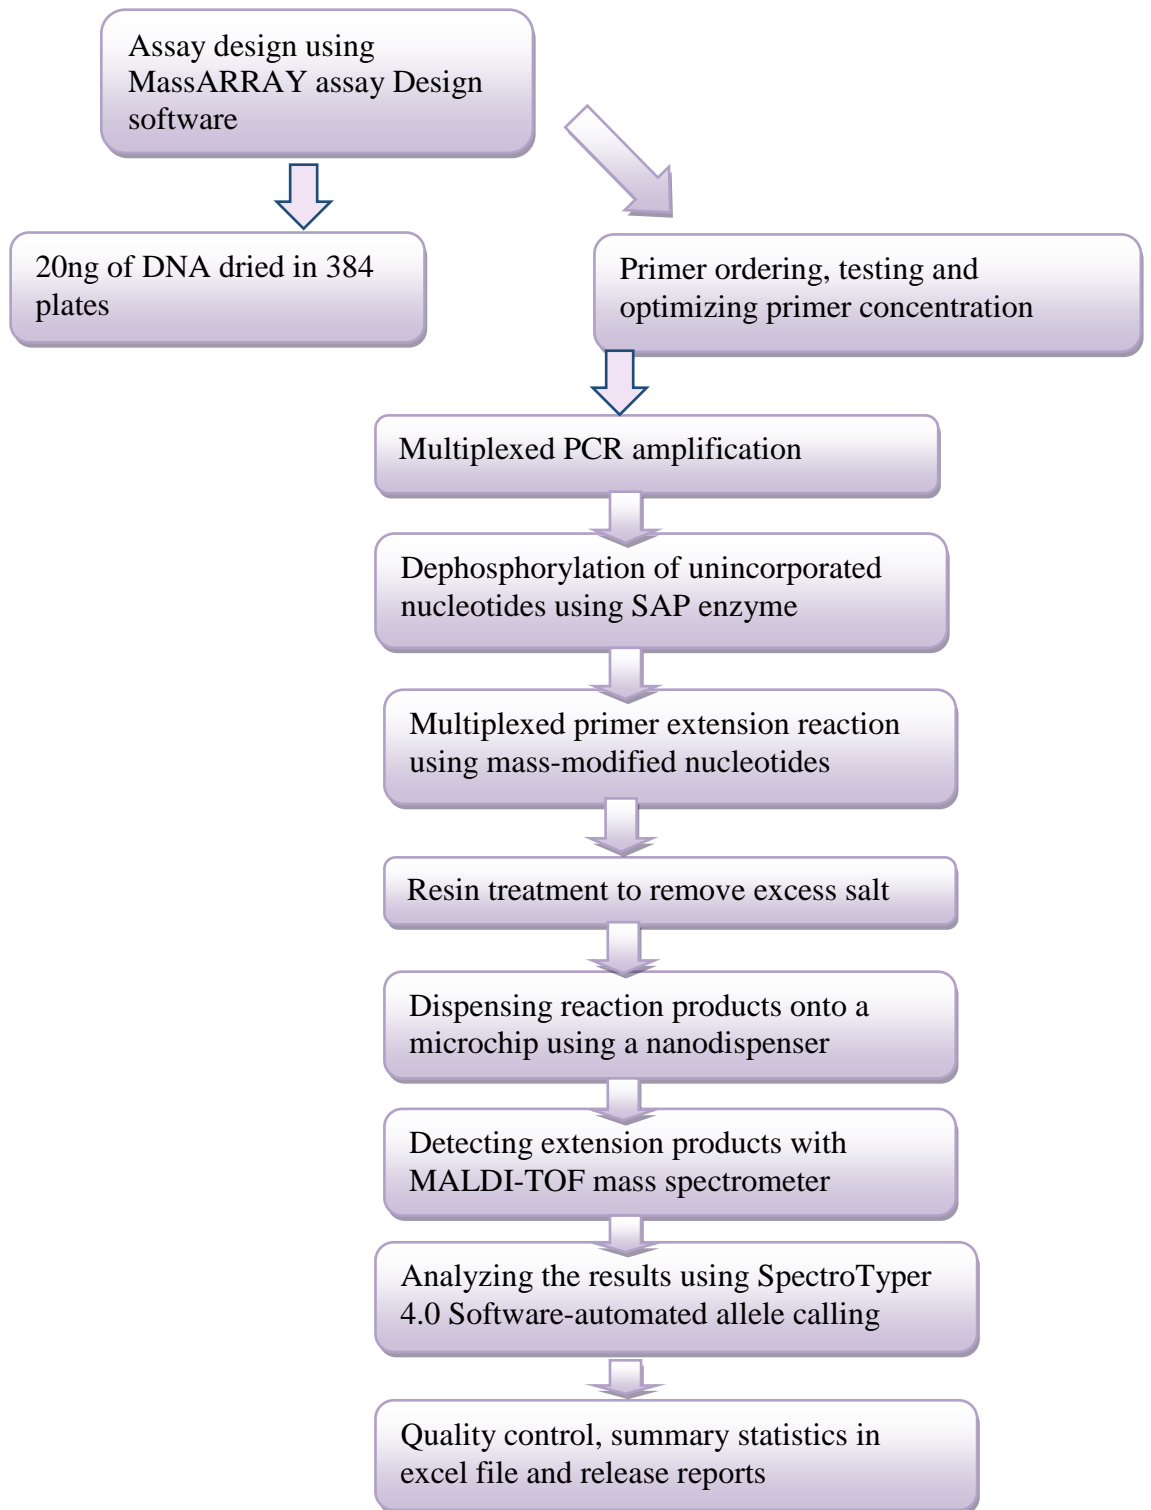 Assay design using
MassARRAY assay Design
software
20ng of DNA dried in 384
plates
Primer ordering, testing and
optimizing primer concentration
Multiplexed PCR amplification
Dephosphorylation of unincorporated
nucleotides using SAP enzyme
Multiplexed primer extension reaction
using mass-modified nucleotides
Resin treatment to remove excess salt
Dispensing reaction products onto a
microchip using a nanodispenser
Detecting extension products with
MALDI-TOF mass spectrometer
Analyzing the results using SpectroTyper
4.0 Software-automated allele calling
Quality control, summary statistics in
excel file and release reports